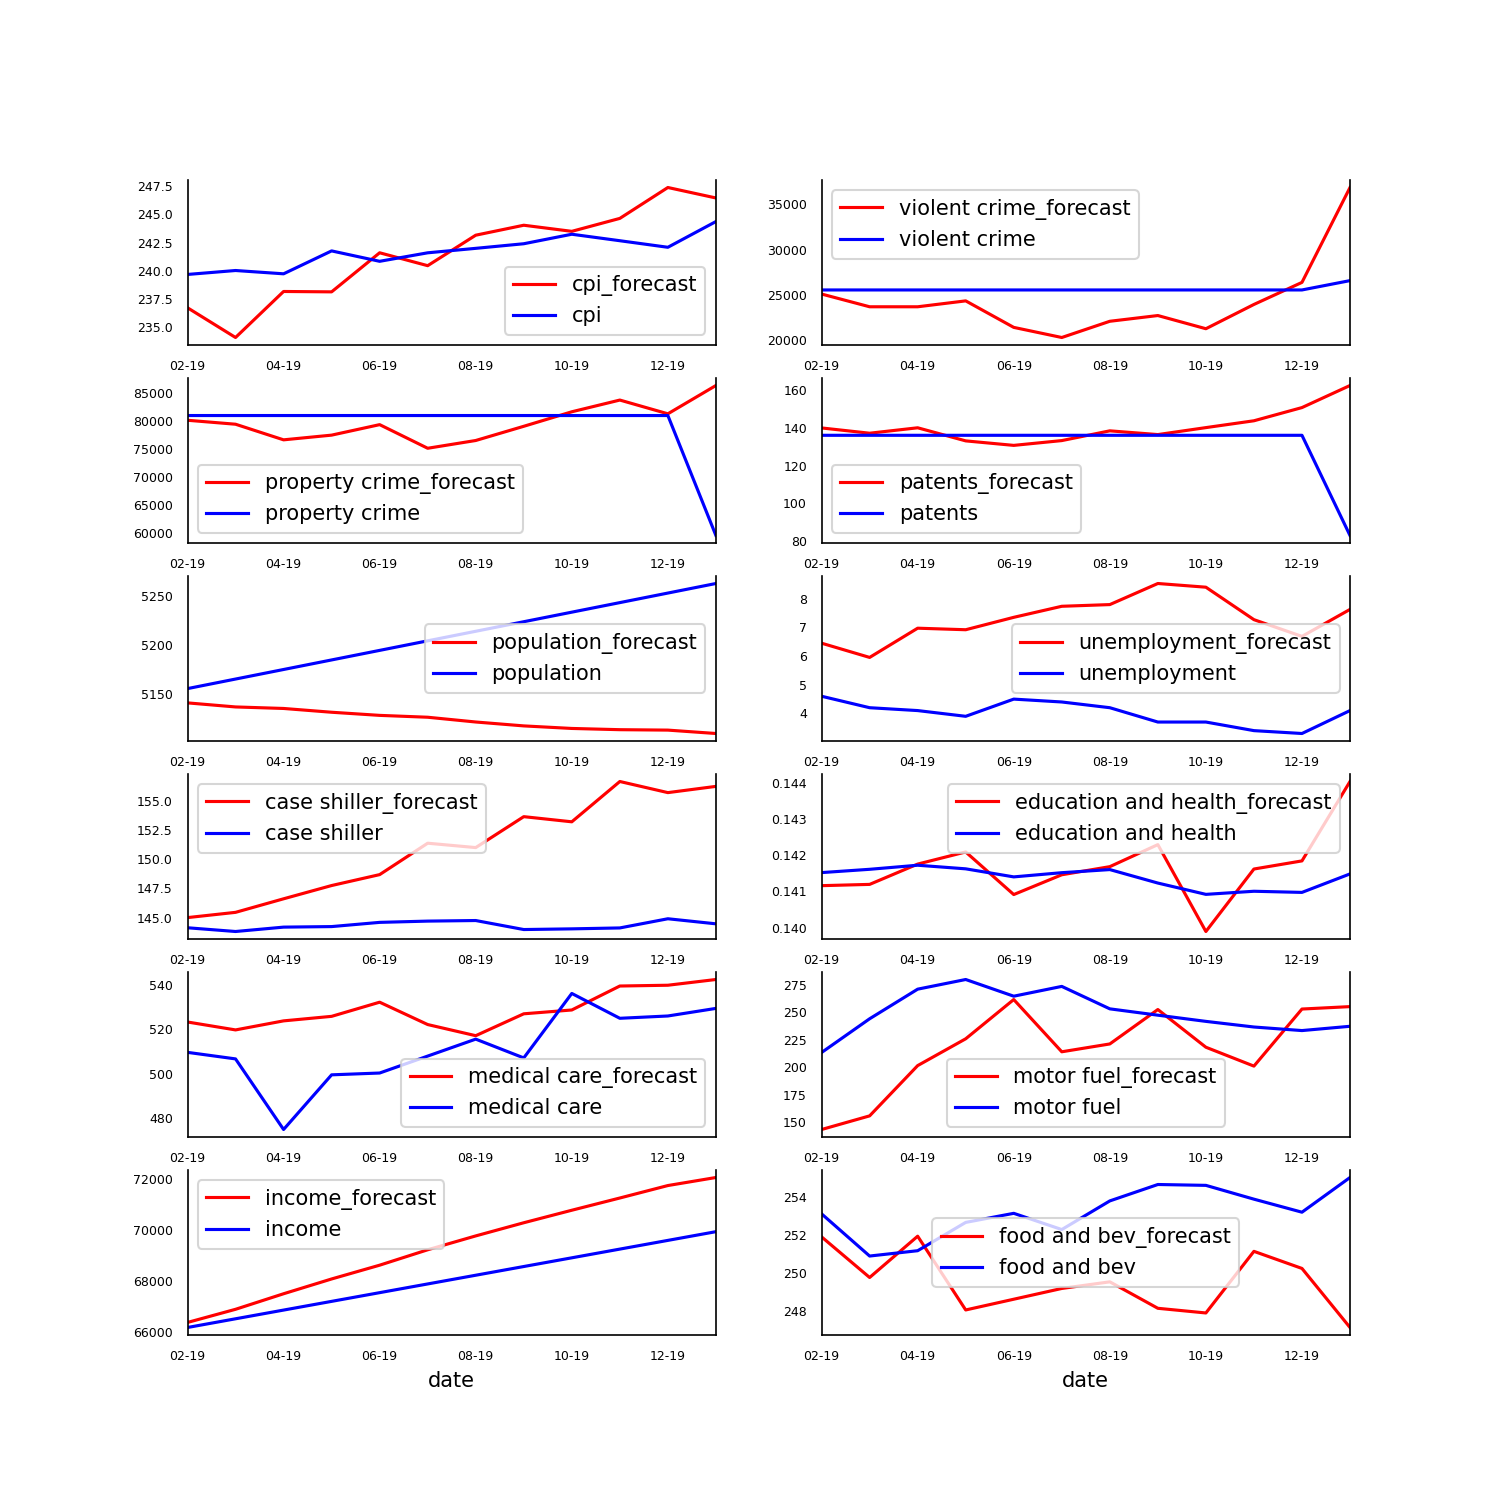 247.5
245.0
242.5
240.0
237.5
235.0
cpi_forecast
cpi
02-19 04-19 06-19 08-19 10-19 12-19
35000
30000
25000
20000
violent crime_forecast
violent crime
02-19 04-19 06-19 08-19 10-19 12-19
85000
80000
75000
70000
65000
60000
property crime_forecast
property crime
02-19 04-19 06-19 08-19 10-19 12-19
160
140
120
100
80
patents_forecast
patents
02-19 04-19 06-19 08-19 10-19 12-19
5250
5200
5150
population_forecast
population
02-19 04-19 06-19 08-19 10-19 12-19
8
7
6
5
4
unemployment_forecast
unemployment
02-19 04-19 06-19 08-19 10-19 12-19
155.0
152.5
150.0
147.5
145.0
case shiller_forecast
case shiller
02-19 04-19 06-19 08-19 10-19 12-19
0.144
0.143
0.142
0.141
0.140
education and health_forecast
education and health
02-19 04-19 06-19 08-19 10-19 12-19
540
520
500
480
medical care_forecast
medical care
02-19 04-19 06-19 08-19 10-19 12-19
275
250
225
200
175
150
motor fuel_forecast
motor fuel
02-19 04-19 06-19 08-19 10-19 12-19
72000
70000
68000
66000
income_forecast
income
02-19 04-19 06-19 08-19 10-19 12-19
date
254
252
250
248
food and bev_forecast
food and bev
02-19 04-19 06-19 08-19 10-19 12-19
date